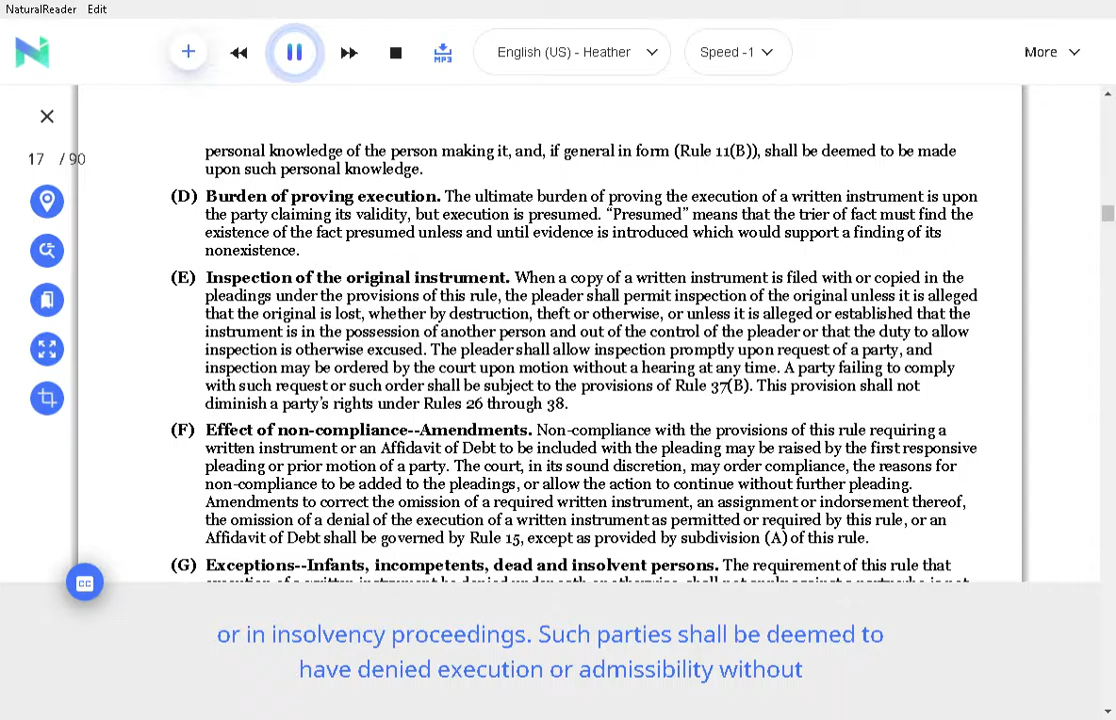 NaturalReader Edit
MP3
English (US) - Heather
Speed -1
More
17 / 90
personal knowledge of the person making it, and, if general in form (Rule 11(B)), shall be deemed to be made
upon such personal knowledge.
(D) Burden of proving execution. The ultimate burden of proving the execution of a written instrument is upon
the party claiming its validity, but execution is presumed. “Presumed” means that the trier of fact must find the
existence of the fact presumed unless and until evidence is introduced which would support a finding of its
nonexistence.
(E) Inspection of the original instrument. When a copy of a written instrument is filed with or copied in the
pleadings under the provisions of this rule, the pleader shall permit inspection of the original unless it is alleged
that the original is lost, whether by destruction, theft or otherwise, or unless it is alleged or established that the
instrument is in the possession of another person and out of the control of the pleader or that the duty to allow
inspection is otherwise excused. The pleader shall allow inspection promptly upon request of a party, and
inspection may be ordered by the court upon motion without a hearing at any time. A party failing to comply
with such request or such order shall be subject to the provisions of Rule 37(B). This provision shall not
diminish a party’s rights under Rules 26 through 38.
(F) Effect of non-compliance--Amendments. Non-compliance with the provisions of this rule requiring a
written instrument or an Affidavit of Debt to be included with the pleading may be raised by the first responsive
pleading or prior motion of a party. The court, in its sound discretion, may order compliance, the reasons for
non-compliance to be added to the pleadings, or allow the action to continue without further pleading.
Amendments to correct the omission of a required written instrument, an assignment or indorsement thereof,
the omission of a denial of the execution of a written instrument as permitted or required by this rule, or an
Affidavit of Debt shall be governed by Rule 15, except as provided by subdivision (A) of this rule.
(G) Exceptions--Infants, incompetents, dead and insolvent persons. The requirement of this rule that
CC
or in insolvency proceedings. Such parties shall be deemed to
have denied execution or admissibility without